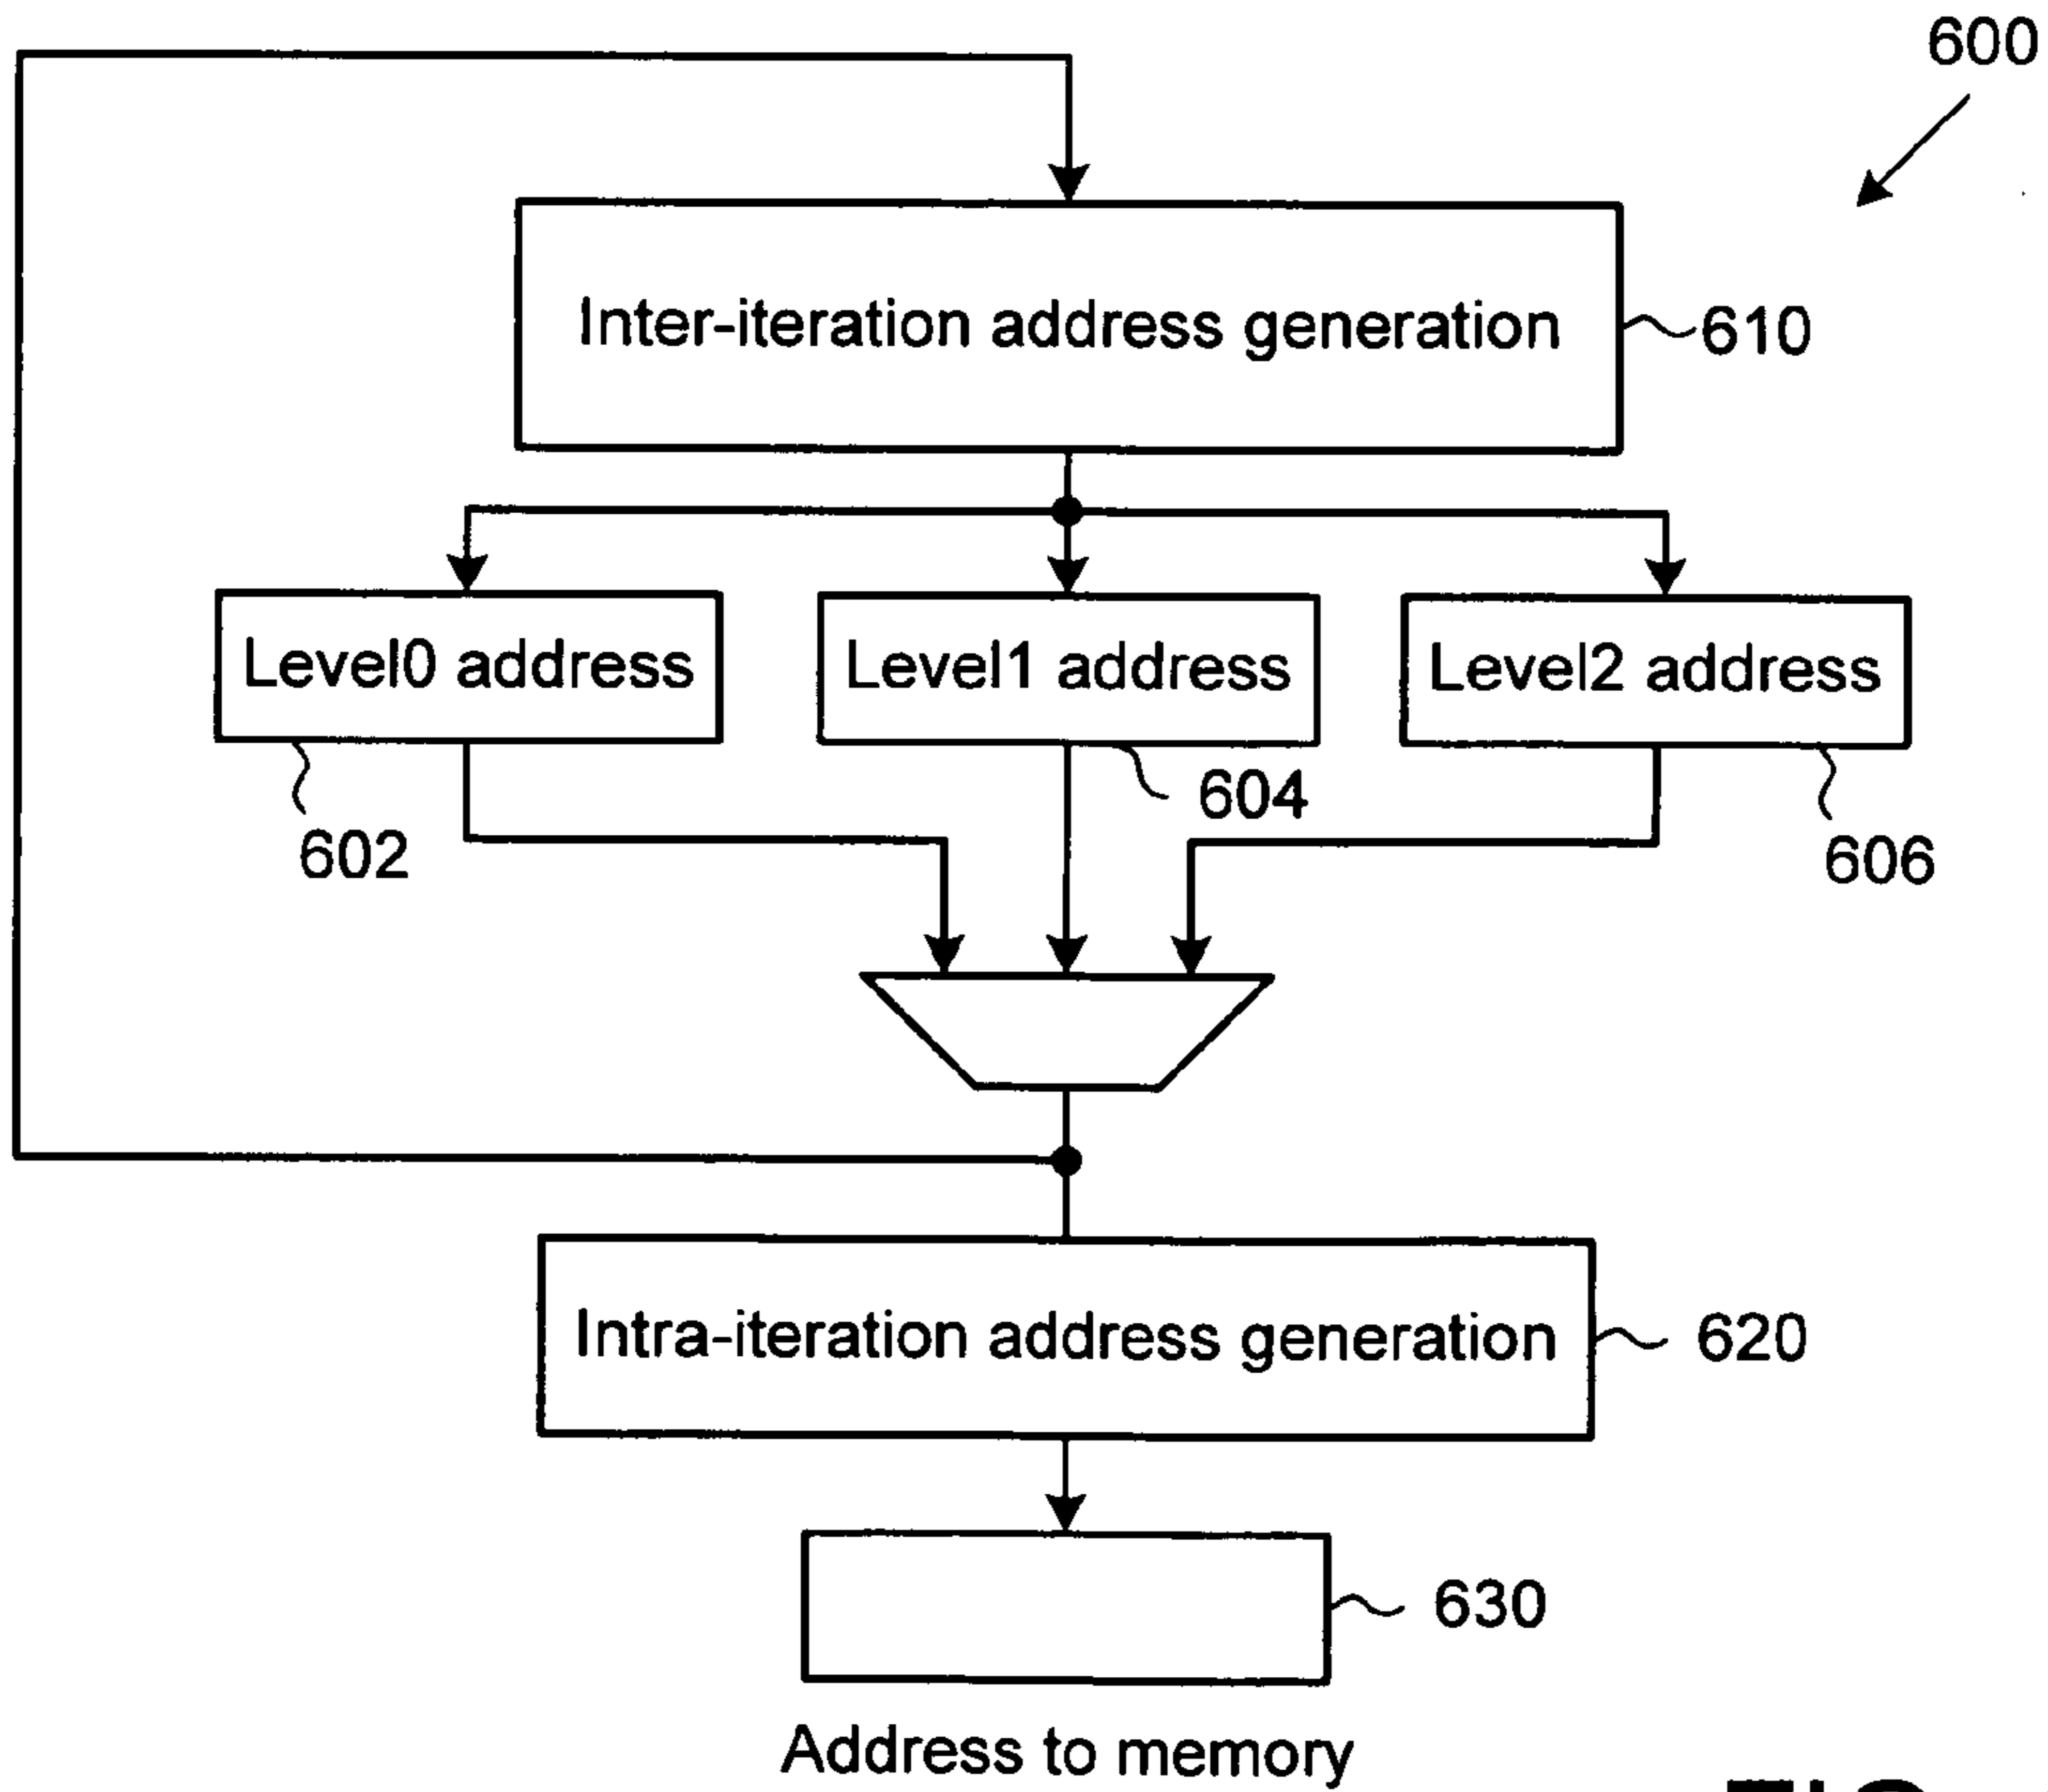 600
Inter-iteration address generation
610
Level0 address
Level1 address
Level2 address
604
602
606
Intra-iteration address generation
620
630
Address to memory